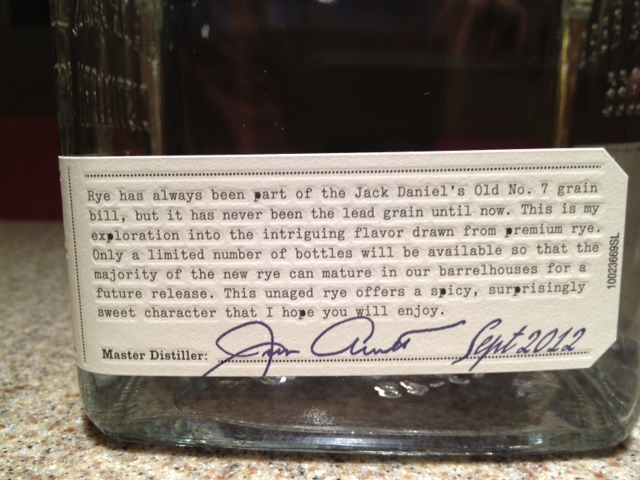 Rye has always been part of the Jack Daniel's Old No. 7 grain
bill, but it has never been the lead grain until now. This is my
exploration into the intriguing flavor drawn from premium rye.
Only a limited number of bottles will be available so that the
majority of the new rye can mature in our barrelhouses for a
future release. This unaged rye offers a spicy, surprisingly
sweet character that I hope you will enjoy.
Master Distiller: Jim Arnett Sept 2012
10023669SL